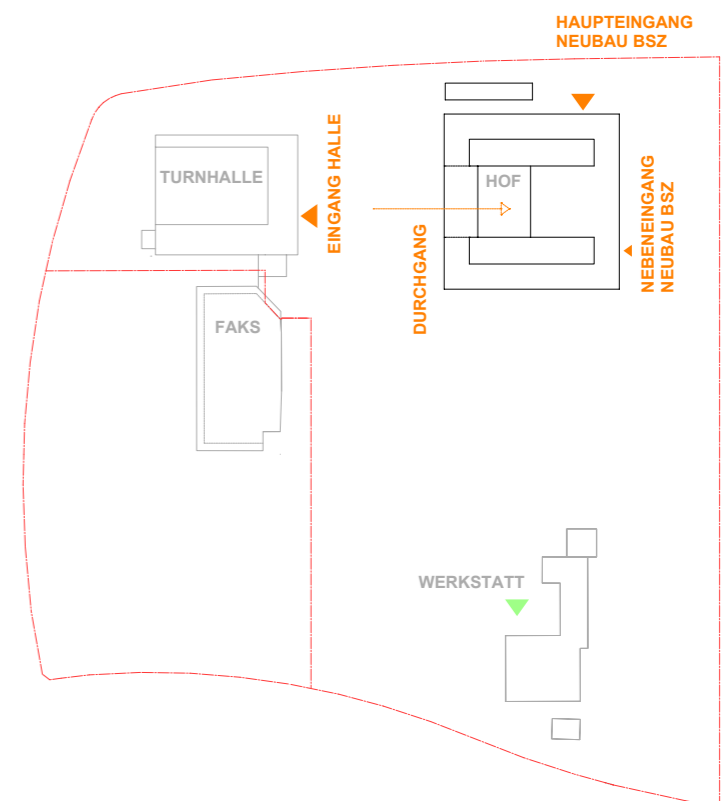 HAUPTEINGANG
NEUBAU BSZ
TURNHALLE
EINGANG HALLE
HOF
DURCHGANG
NEBENEINGANG
NEUBAU BSZ
FAKS
WERKSTATT